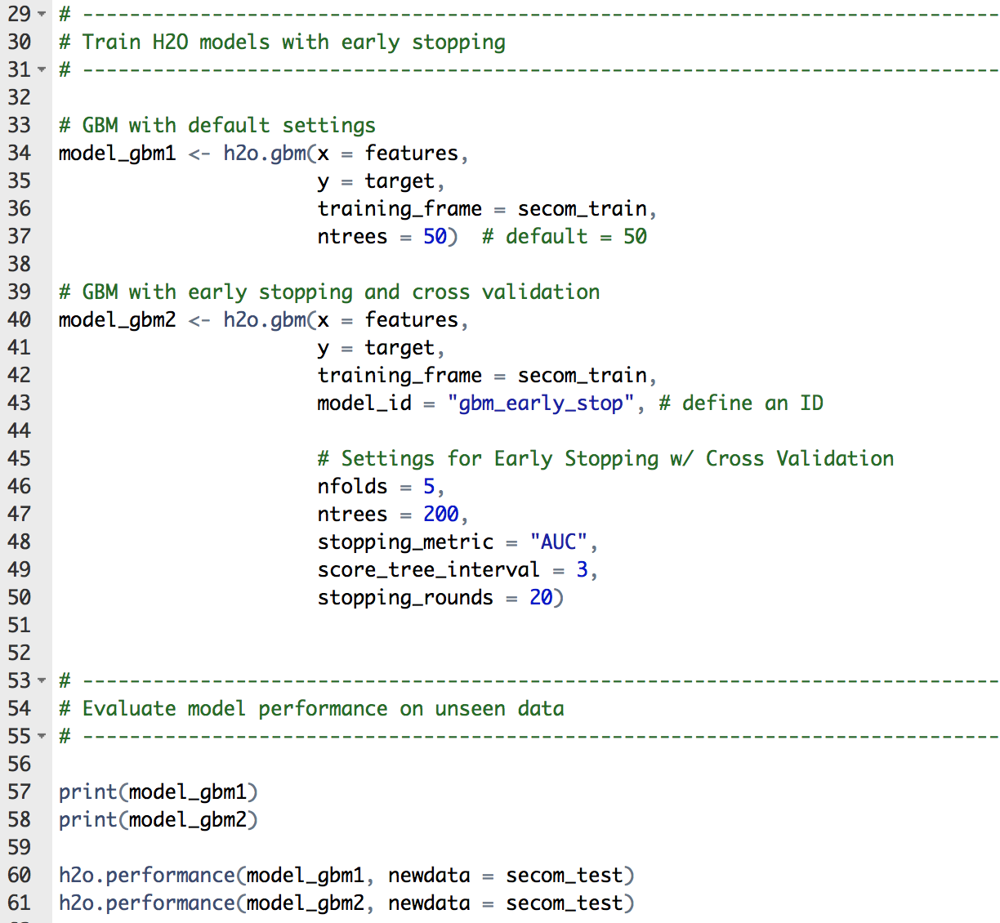 29 # ------------------------------------------------------------------------------
30 # Train H2O models with early stopping
31 # ------------------------------------------------------------------------------
32
33 # GBM with default settings
34 model_gbm1 <- h2o.gbm(x = features,
35                       y = target,
36                       training_frame = secom_train,
37                       ntrees = 50)  # default = 50
38
39 # GBM with early stopping and cross validation
40 model_gbm2 <- h2o.gbm(x = features,
41                       y = target,
42                       training_frame = secom_train,
43                       model_id = "gbm_early_stop", # define an ID
44
45                       # Settings for Early Stopping w/ Cross Validation
46                       nfolds = 5,
47                       ntrees = 200,
48                       stopping_metric = "AUC",
49                       score_tree_interval = 3,
50                       stopping_rounds = 20)
51
52
53 # ------------------------------------------------------------------------------
54 # Evaluate model performance on unseen data
55 # ------------------------------------------------------------------------------
56
57 print(model_gbm1)
58 print(model_gbm2)
59
60 h2o.performance(model_gbm1, newdata = secom_test)
61 h2o.performance(model_gbm2, newdata = secom_test)